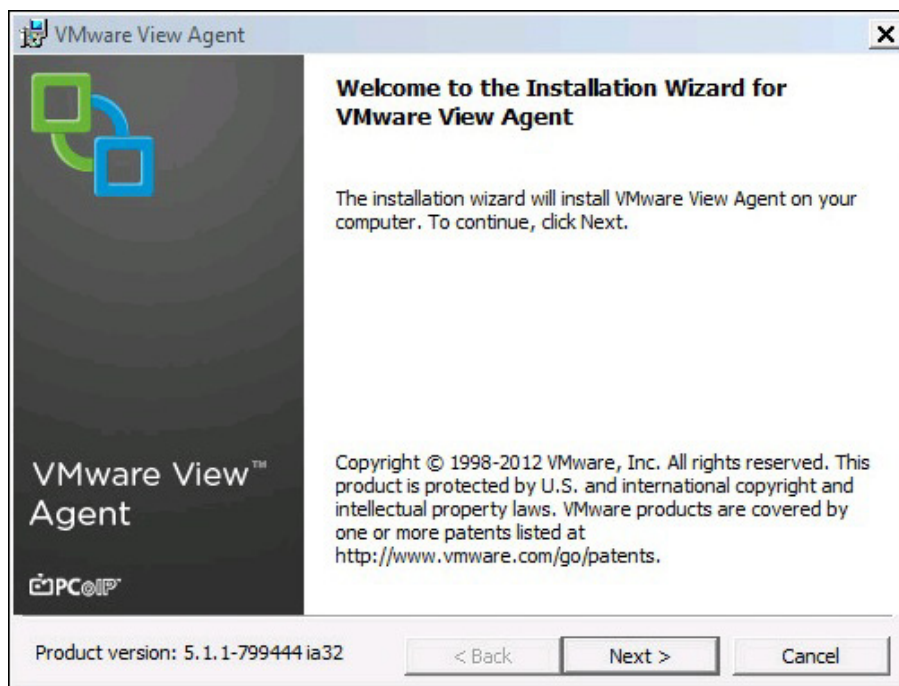 VMware View Agent
Welcome to the Installation Wizard for
VMware View Agent
The installation wizard will install VMware View Agent on your
computer. To continue, click Next.
VMware View™
Agent
PCoIP™
Copyright © 1998-2012 VMware, Inc. All rights reserved. This
product is protected by U.S. and international copyright and
intellectual property laws. VMware products are covered by
one or more patents listed at
http://www.vmware.com/go/patents.
Product version: 5.1.1-799444 ia32
< Back
Next >
Cancel